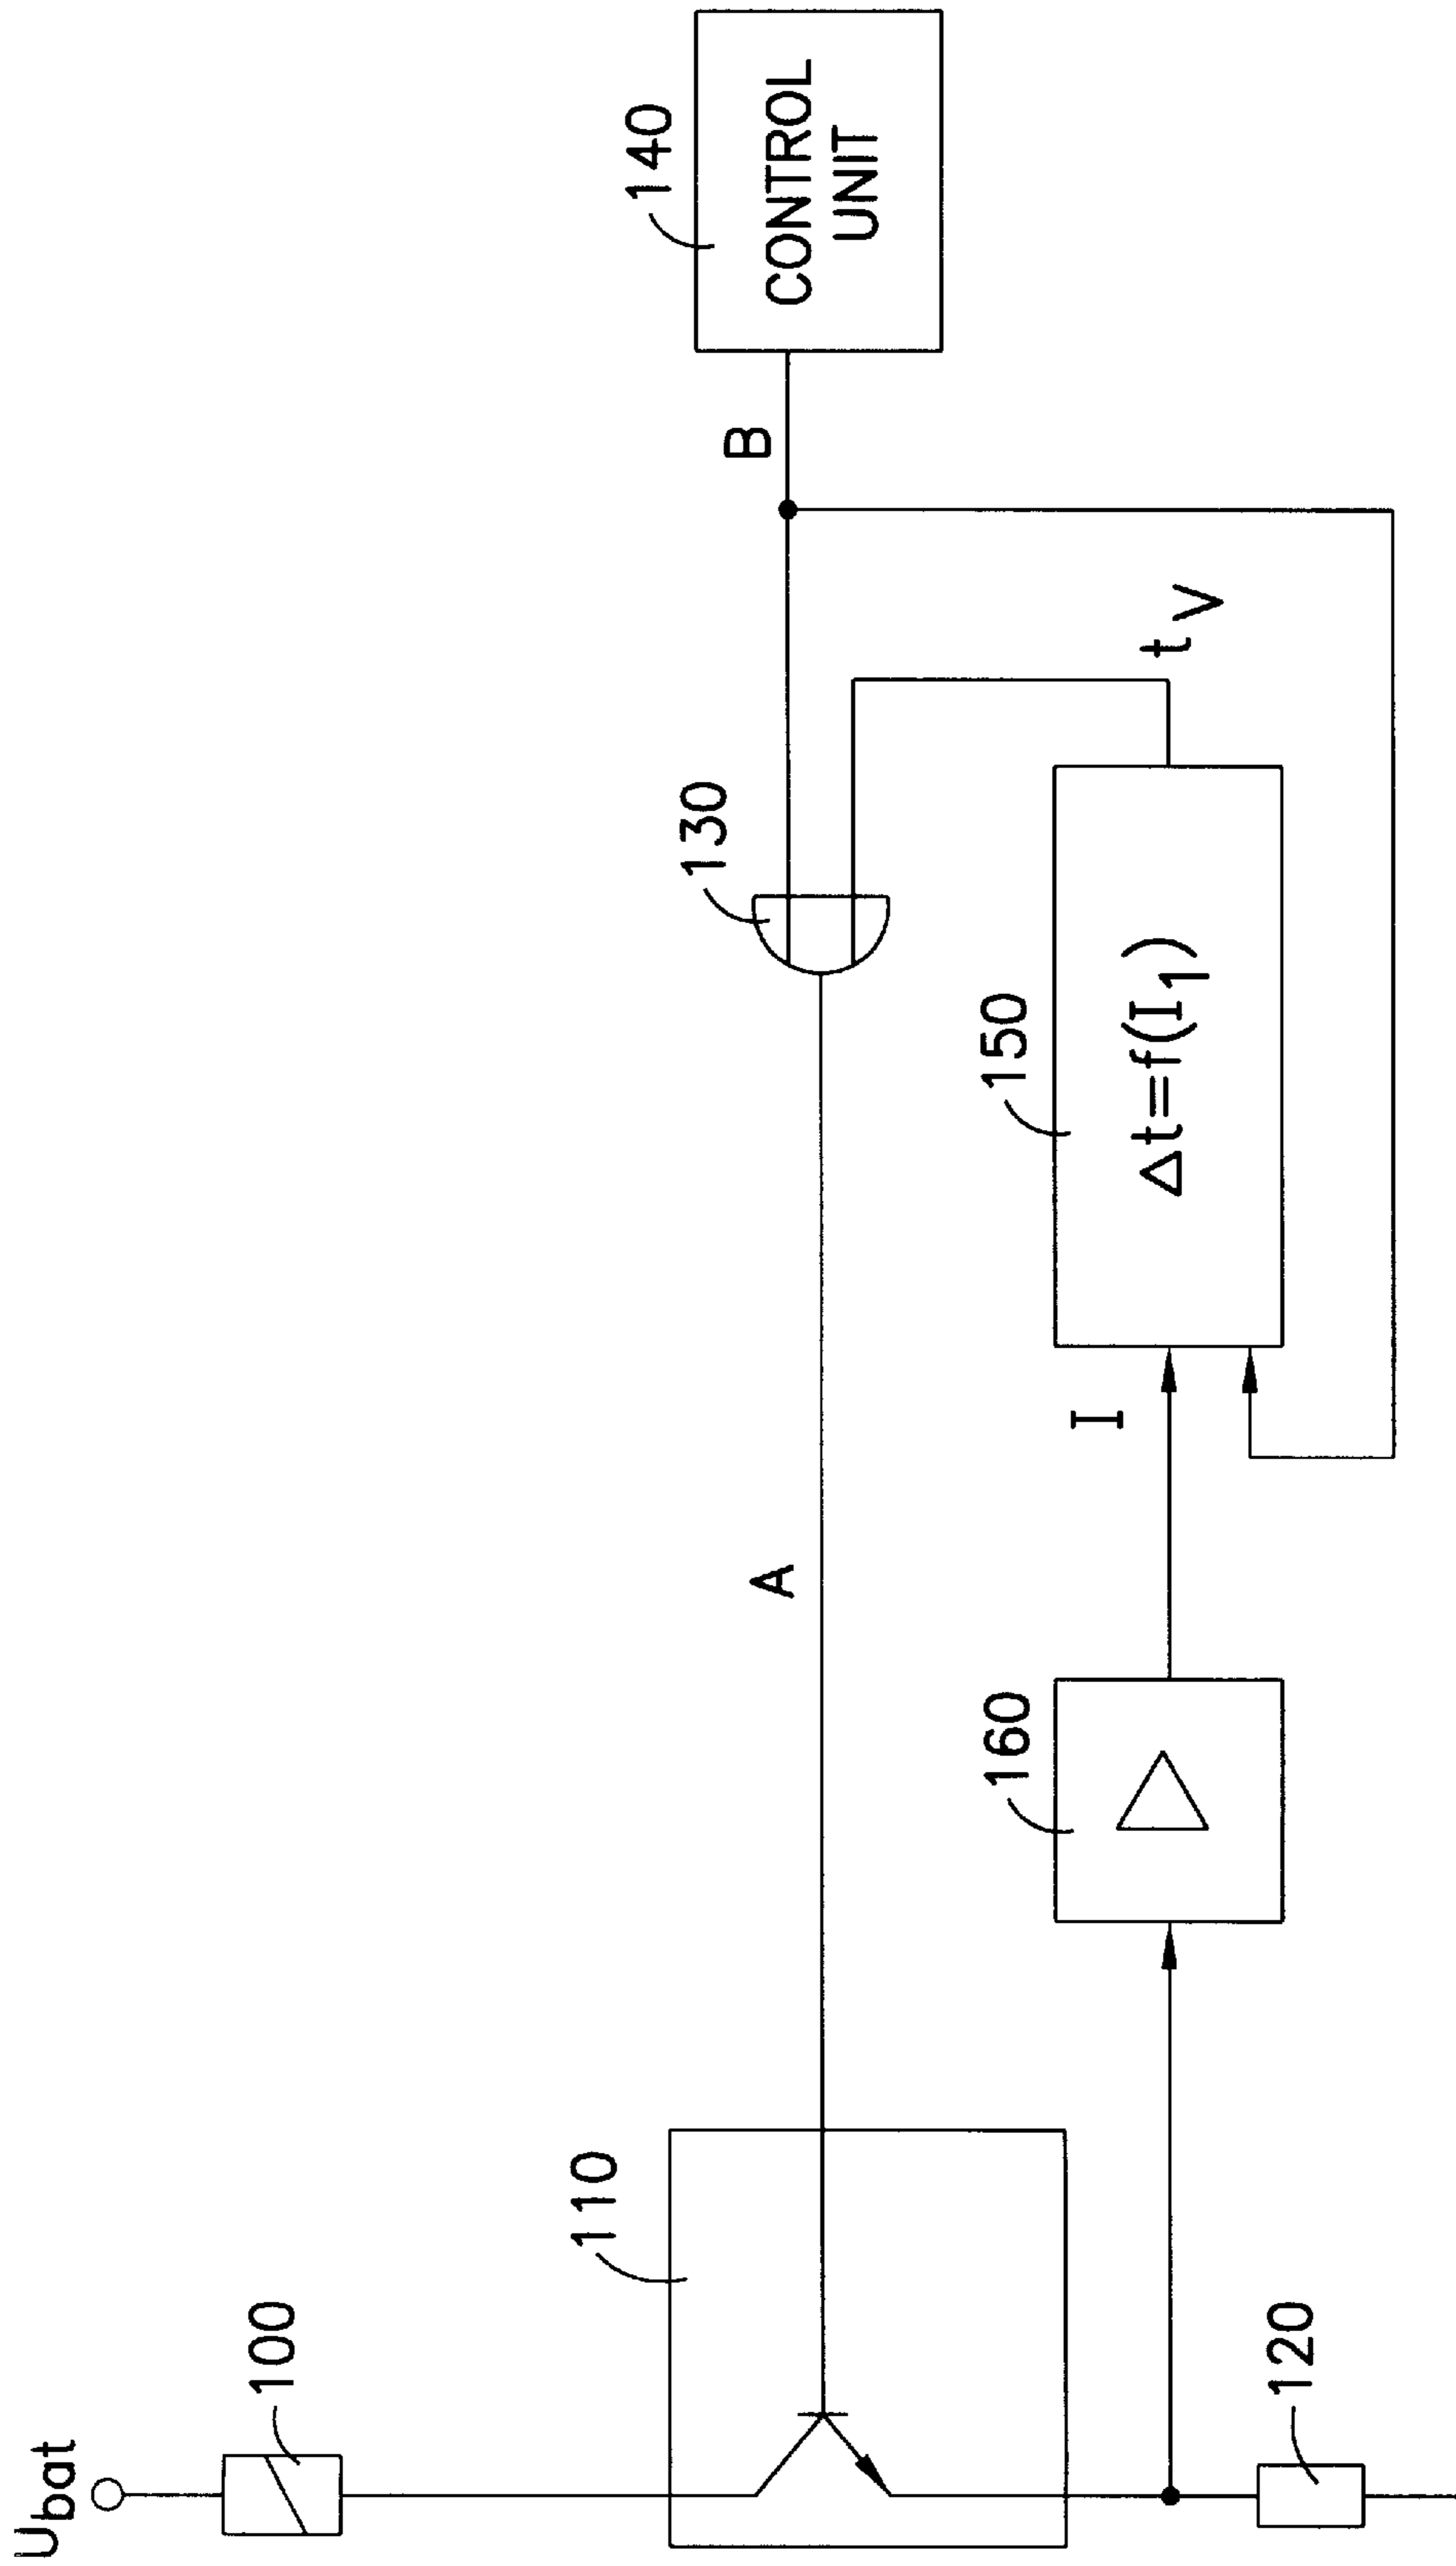 U_bat
100
110
120
A
160
I
150
Δt=f(I_1)
130
t_V
B
140
CONTROL
UNIT